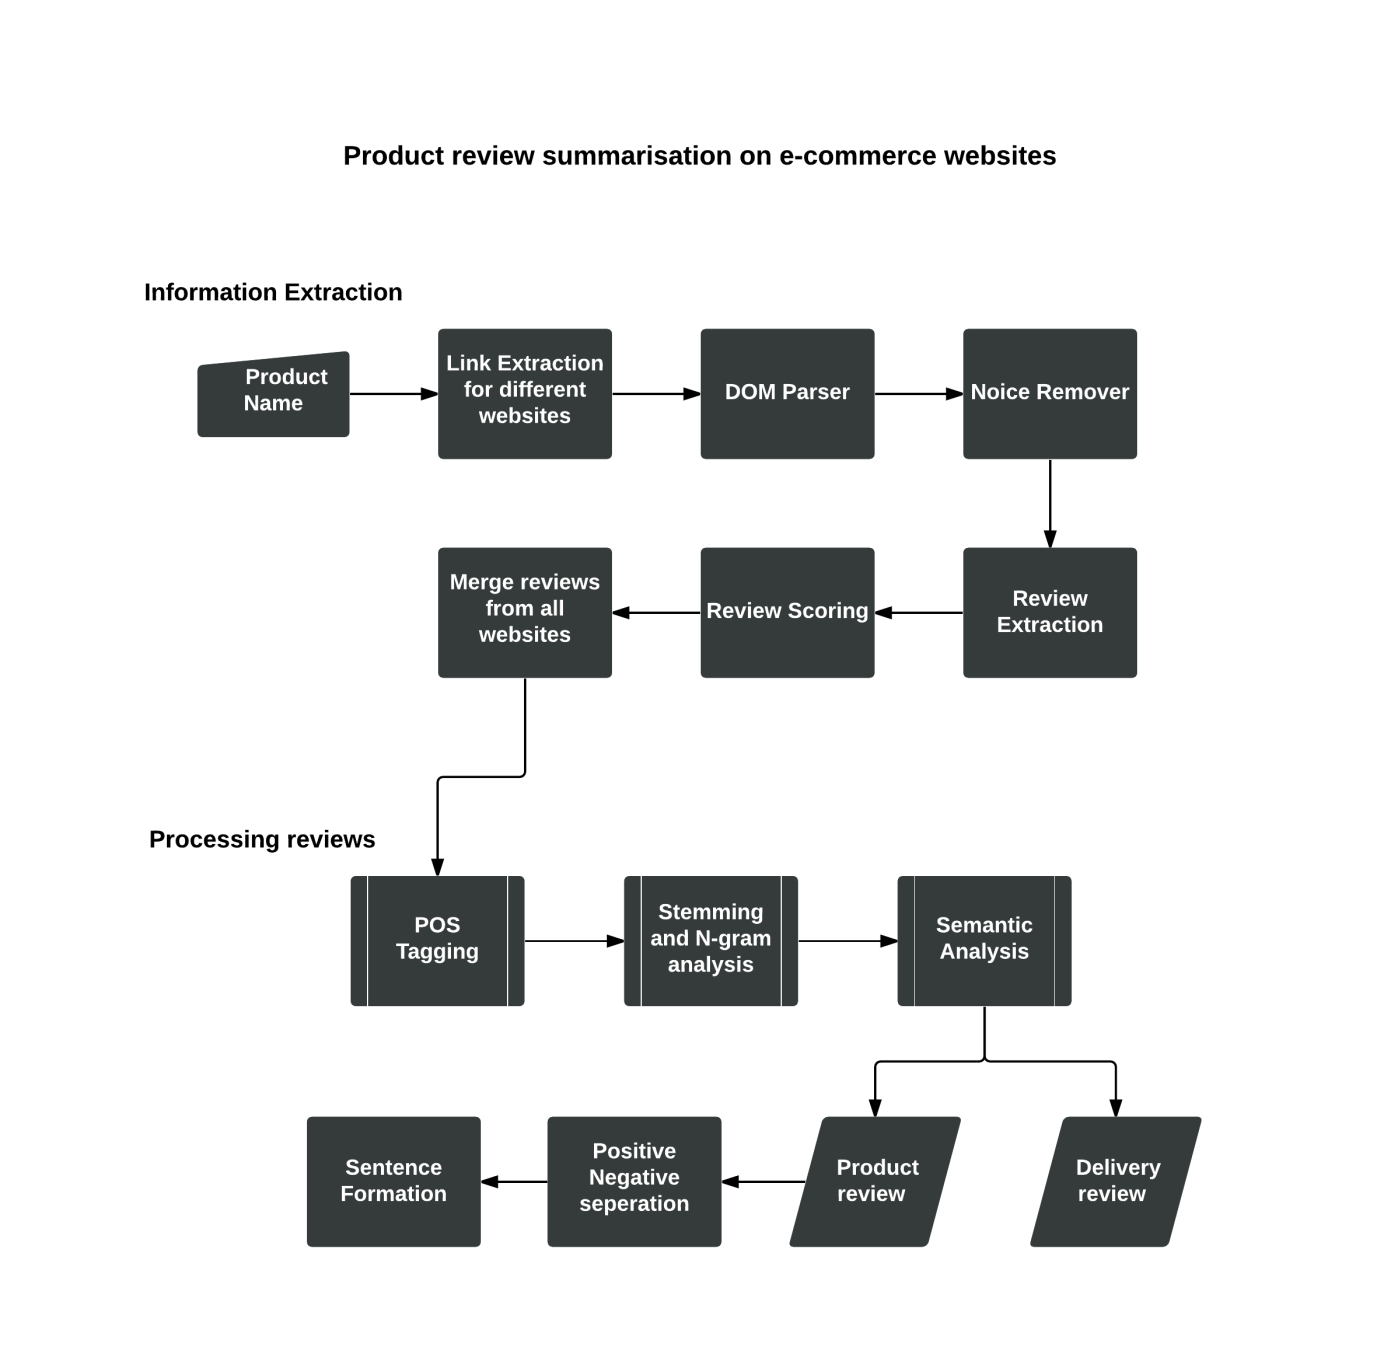 Product review summarisation on e-commerce websites
Information Extraction
Product
Name
Link Extraction
for different
websites
DOM Parser
Noice Remover
Merge reviews
from all
websites
Review Scoring
Review
Extraction
Processing reviews
POS
Tagging
Stemming
and N-gram
analysis
Semantic
Analysis
Sentence
Formation
Positive
Negative
seperation
Product
review
Delivery
review